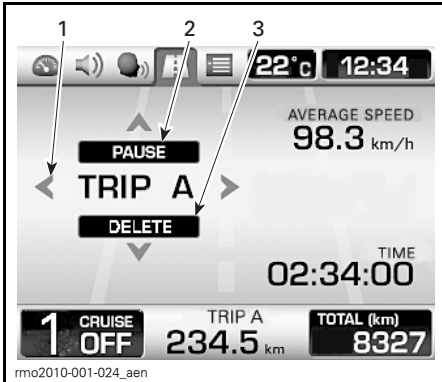 1 2 3
22°c 12:34
AVERAGE SPEED
98.3 km/h
PAUSE
TRIP A
DELETE
TIME
02:34:00
1 CRUISE OFF
TRIP A
234.5 km
TOTAL (km)
8327
rmo2010-001-024_aen